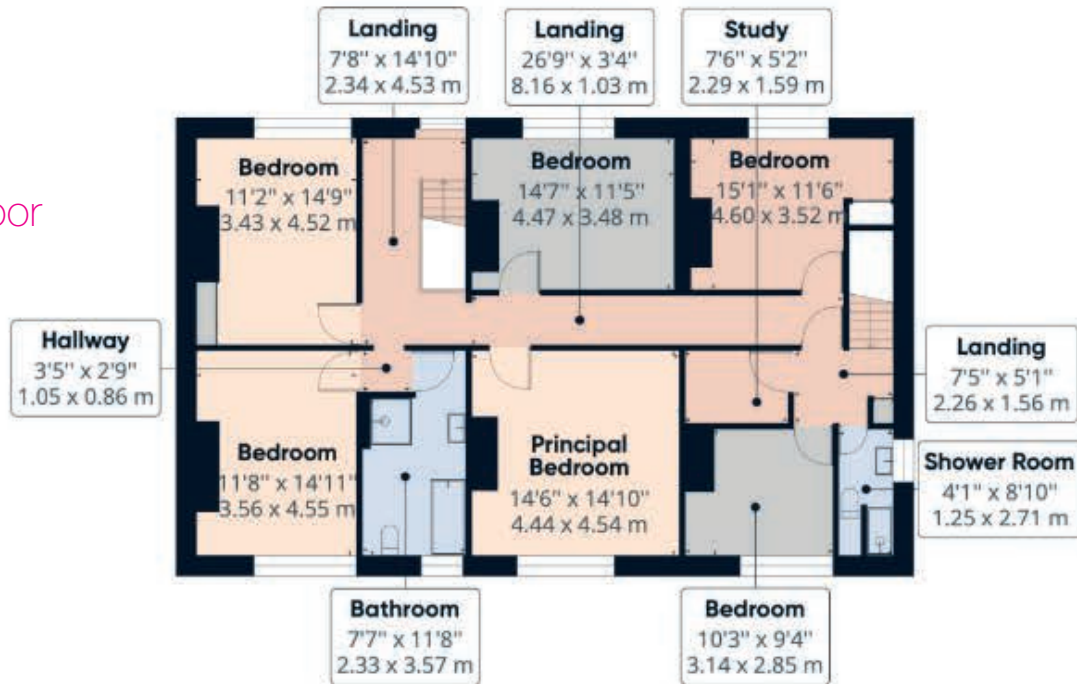 Landing
7'8" x 14'10"
2.34 x 4.53 m
Landing
26'9" x 3'4"
8.16 x 1.03 m
Study
7'6" x 5'2"
2.29 x 1.59 m
oor
Bedroom
11'2" x 14'9"
3.43 x 4.52 m
Bedroom
14'7" x 11'5"
4.47 x 3.48 m
Bedroom
15'1" x 11'6"
4.60 x 3.52 m
Hallway
3'5" x 2'9"
1.05 x 0.86 m
Landing
7'5" x 5'1"
2.26 x 1.56 m
Bedroom
11'8" x 14'11"
3.56 x 4.55 m
Principal
Bedroom
14'6" x 14'10"
4.44 x 4.54 m
Shower Room
4'1" x 8'10"
1.25 x 2.71 m
Bathroom
7'7" x 11'8"
2.33 x 3.57 m
Bedroom
10'3" x 9'4"
3.14 x 2.85 m